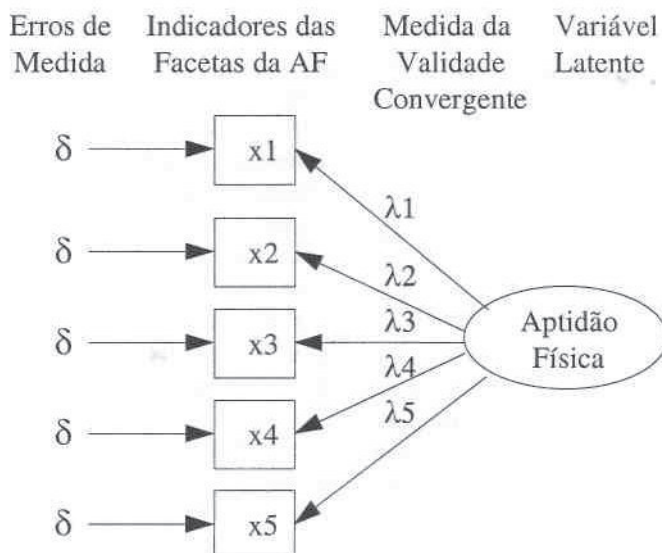 Erros de
Medida
Indicadores das
Facetas da AF
Medida da
Validade
Convergente
Variável
Latente
δ
x1
λ1
δ
x2
λ2
δ
x3
λ3
Aptidão
Física
δ
x4
λ4
δ
x5
λ5